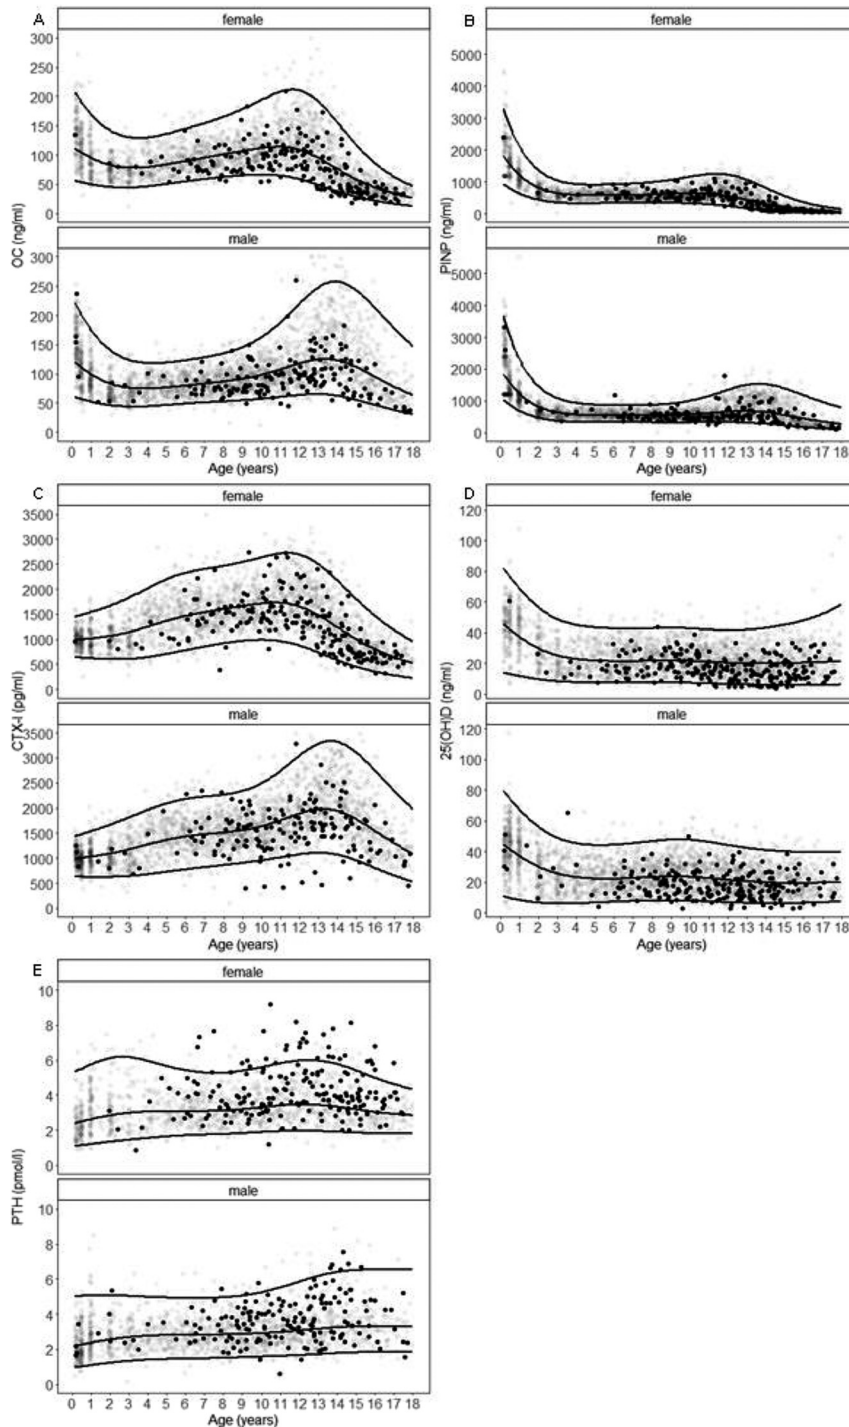 A
female
300
250
200
150
100
50
0
OC (ng/ml)
male
300
250
200
150
100
50
0
0 1 2 3 4 5 6 7 8 9 10 11 12 13 14 15 16 17 18
Age (years)
B
female
5000
4000
3000
2000
1000
0
PINP (ng/ml)
male
5000
4000
3000
2000
1000
0
0 1 2 3 4 5 6 7 8 9 10 11 12 13 14 15 16 17 18
Age (years)
C
female
3500
3000
2500
2000
1500
1000
500
0
CTX-I (pg/ml)
male
3500
3000
2500
2000
1500
1000
500
0
0 1 2 3 4 5 6 7 8 9 10 11 12 13 14 15 16 17 18
Age (years)
D
female
120
100
80
60
40
20
0
25(OH)D (ng/ml)
male
120
100
80
60
40
20
0
0 1 2 3 4 5 6 7 8 9 10 11 12 13 14 15 16 17 18
Age (years)
E
female
10
8
6
4
2
0
PTH (pmol/l)
male
10
8
6
4
2
0
0 1 2 3 4 5 6 7 8 9 10 11 12 13 14 15 16 17 18
Age (years)